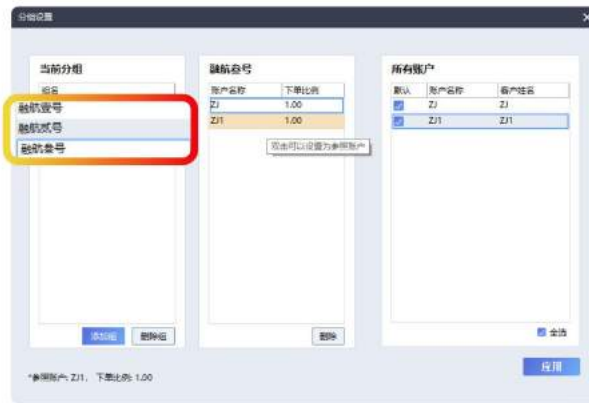 分组设置
当前分组
组名
融航壹号
融航贰号
融航叁号
添加组 删除组
融航叁号
账户名称 下单比例
ZJ 1.00
ZJ1 1.00
双击可以设置为参照账户
删除
所有账户
默认 账户名称 客户姓名
ZJ ZJ
ZJ1 ZJ1
全选
应用
*参照账户: ZJ1, 下单比例: 1.00